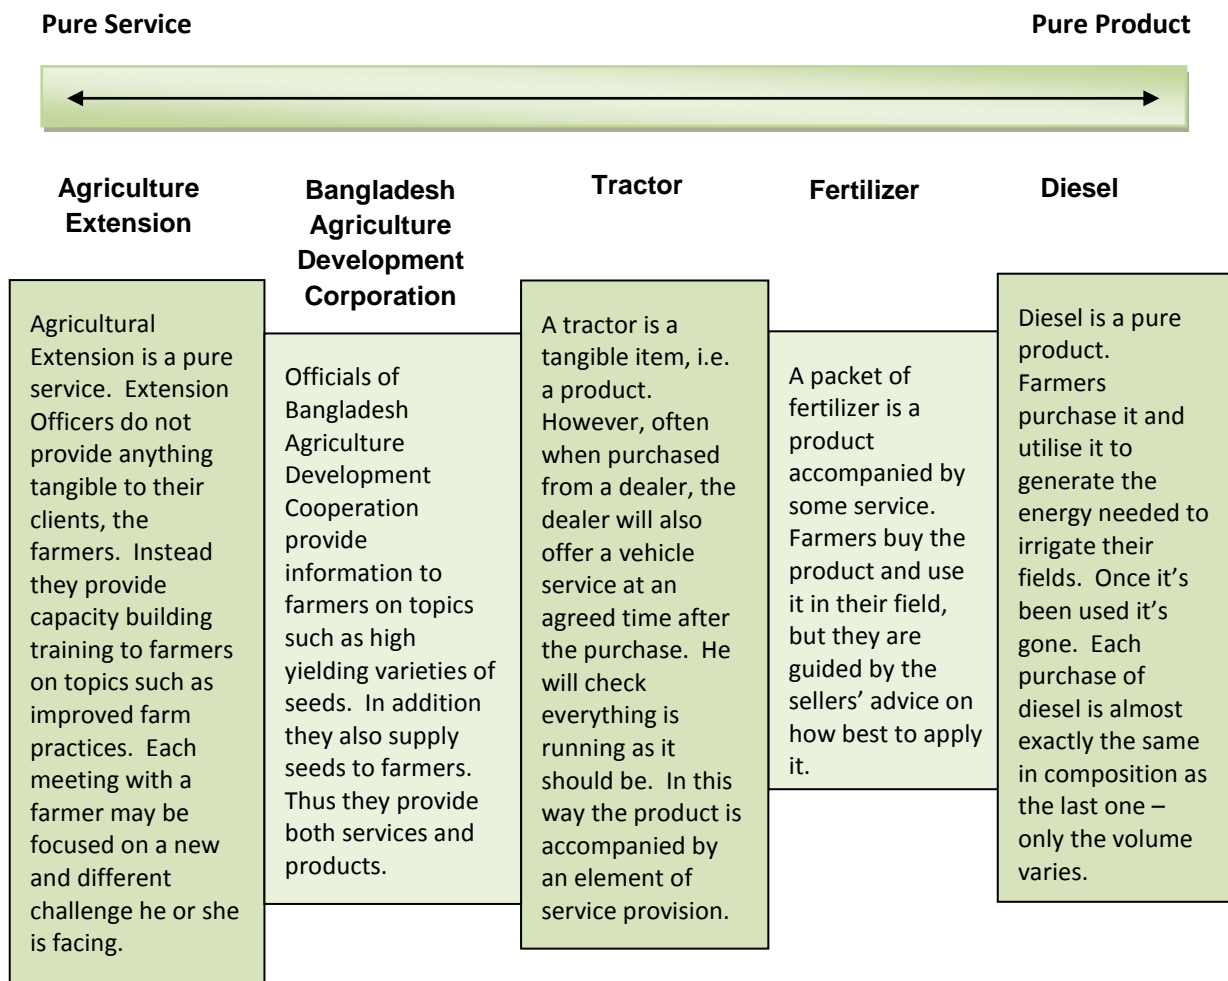 Pure Service
Pure Product
Agriculture
Extension
Bangladesh
Agriculture
Development
Corporation
Tractor
Fertilizer
Diesel
Agricultural
Extension is a pure
service.  Extension
Officers do not
provide anything
tangible to their
clients, the
farmers.  Instead
they provide
capacity building
training to farmers
on topics such as
improved farm
practices.  Each
meeting with a
farmer may be
focused on a new
and different
challenge he or she
is facing.
Officials of
Bangladesh
Agriculture
Development
Cooperation
provide
information to
farmers on topics
such as high
yielding varieties of
seeds.  In addition
they also supply
seeds to farmers.
Thus they provide
both services and
products.
A tractor is a
tangible item, i.e.
a product.
However, often
when purchased
from a dealer, the
dealer will also
offer a vehicle
service at an
agreed time after
the purchase.  He
will check
everything is
running as it
should be.  In this
way the product is
accompanied by
an element of
service provision.
A packet of
fertilizer is a
product
accompanied by
some service.
Farmers buy the
product and use
it in their field,
but they are
guided by the
sellers’ advice on
how best to apply
it.
Diesel is a pure
product.
Farmers
purchase it and
utilise it to
generate the
energy needed to
irrigate their
fields.  Once it’s
been used it’s
gone.  Each
purchase of
diesel is almost
exactly the same
in composition as
the last one –
only the volume
varies.